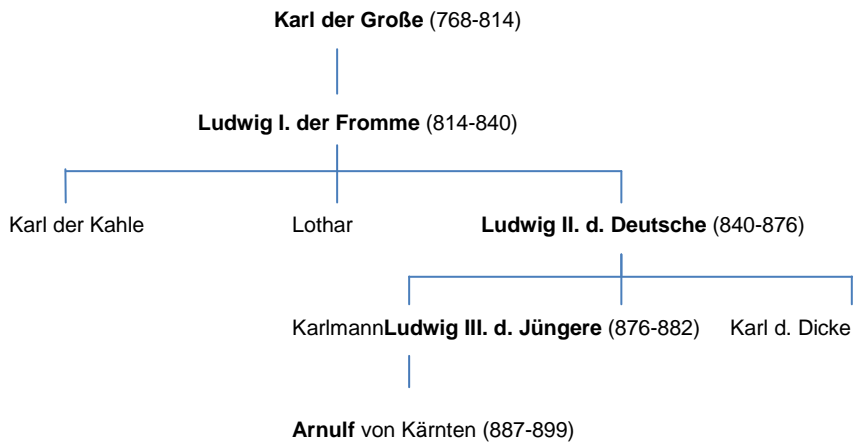 Karl der Große (768-814)
Ludwig I. der Fromme (814-840)
Karl der Kahle Lothar Ludwig II. d. Deutsche (840-876)
KarlmannLudwig III. d. Jüngere (876-882) Karl d. Dicke
Arnulf von Kärnten (887-899)